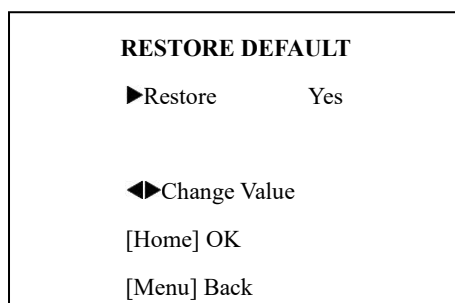 RESTORE DEFAULT
▶Restore Yes
◀▶Change Value
[Home] OK
[Menu] Back